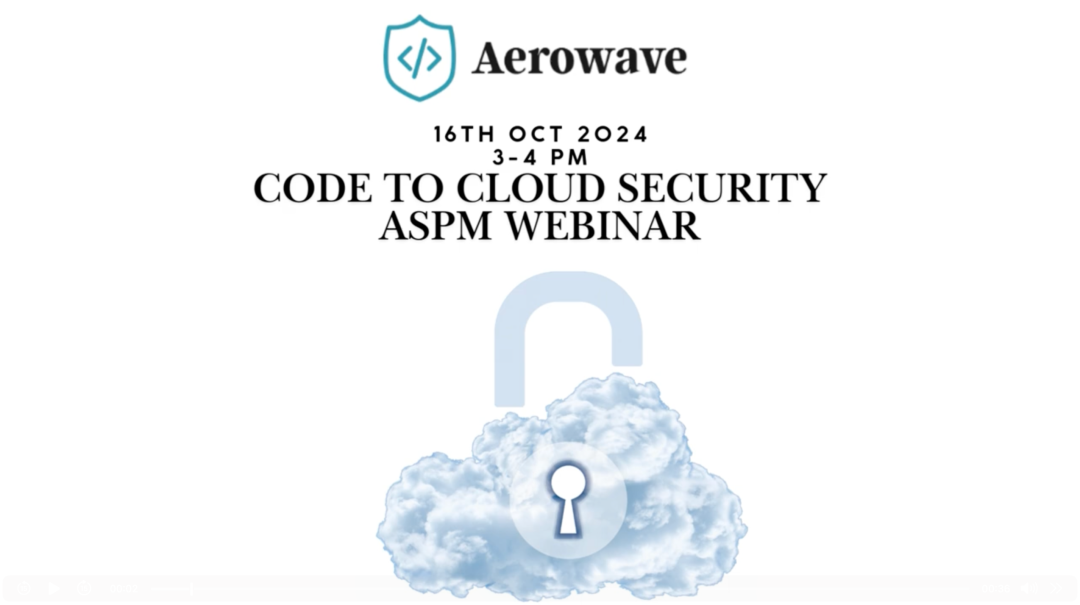 </> Aerowave
16TH OCT 2024
3-4 PM
CODE TO CLOUD SECURITY
ASPM WEBINAR